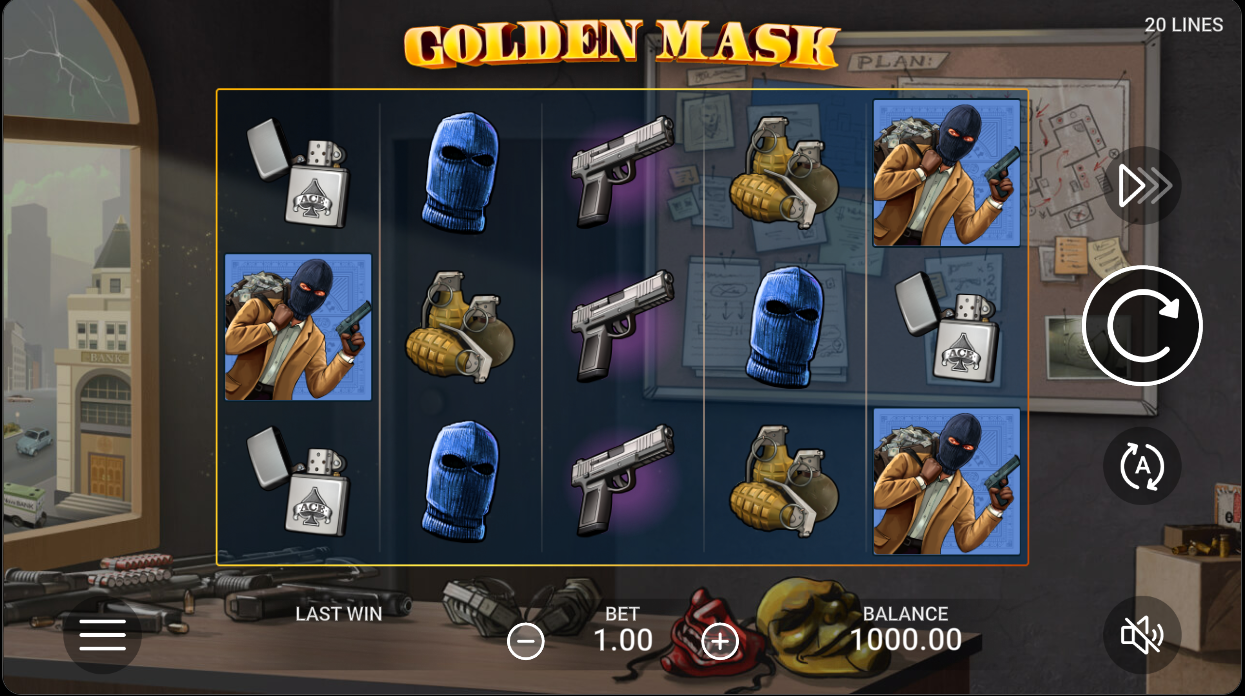 GOLDEN MASK
20 LINES
PLAN:
ACE
ACE
BANK
ACE
LAST WIN
BET
BALANCE
1.00
1000.00
A